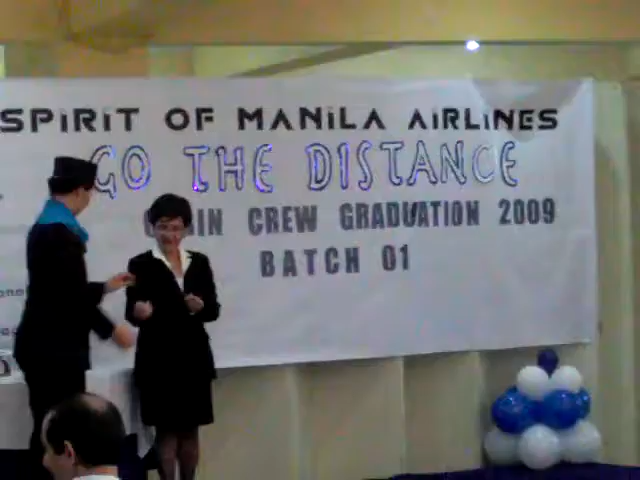 SPIRIT OF MANILA AIRLINES
GO THE DISTANCE
CREW GRADUATION 2009
BATCH 01